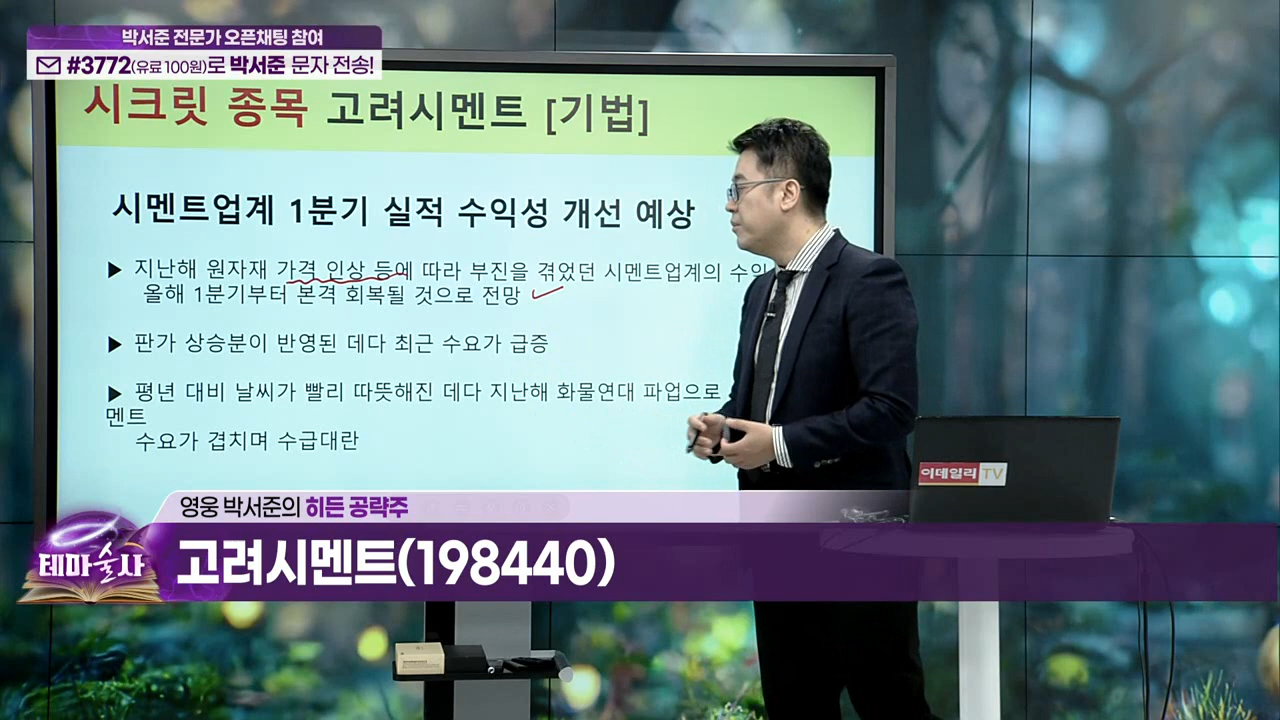 박서준 전문가 오픈채팅 참여
#3772(유료 100원)로 박서준 문자 전송!
시크릿 종목 고려시멘트 [기법]
시멘트업계 1분기 실적 수익성 개선 예상
▶ 지난해 원자재 가격 인상 등에 따라 부진을 겪었던 시멘트업계의
올해 1분기부터 본격 회복될 것으로 전망
▶ 판가 상승분이 반영된 데다 최근 수요가 급증
▶ 평년 대비 날씨가 빨리 따뜻해진 데다 지난해 화물연대 파업으로
멘트
수요가 겹치며 수급대란
이데일리 TV
영웅 박서준의 히든 공략주
테마술사
고려시멘트(198440)